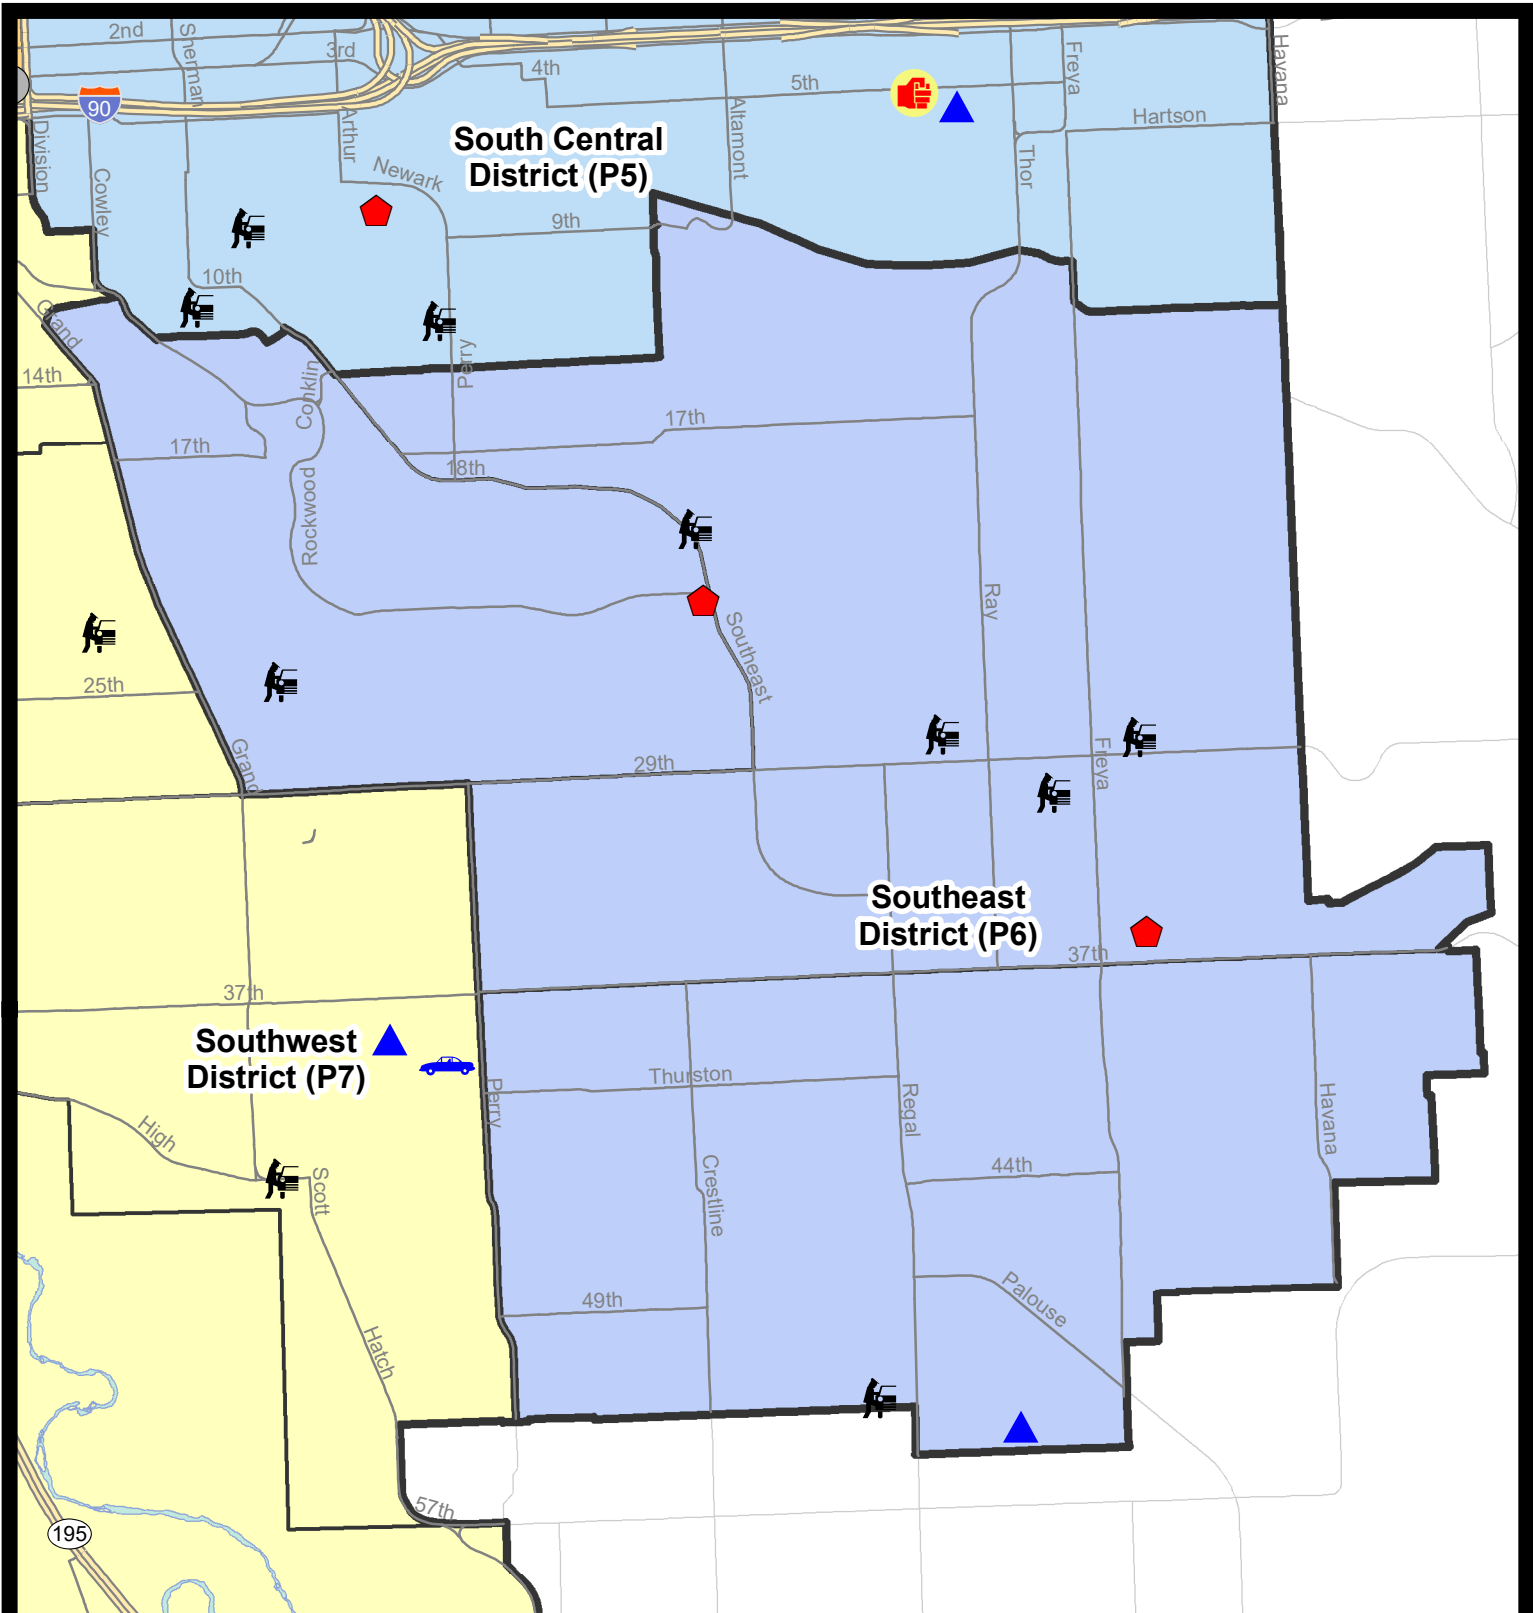 2nd
Sherman
3rd
4th
5th
Freya
Havana
90
Division
Arthur
Altamont
Hartson
South Central
District (P5)
Thor
Newark
Cowley
9th
10th
Grand
14th
Perry
Conklin
17th
17th
18th
Rockwood
Ray
Southeast
25th
Grand
29th
Freya
Southeast
District (P6)
37th
37th
Southwest
District (P7)
Thurston
Perry
Regal
Havana
High
Scott
Crestline
44th
49th
Palouse
Hatch
57th
195